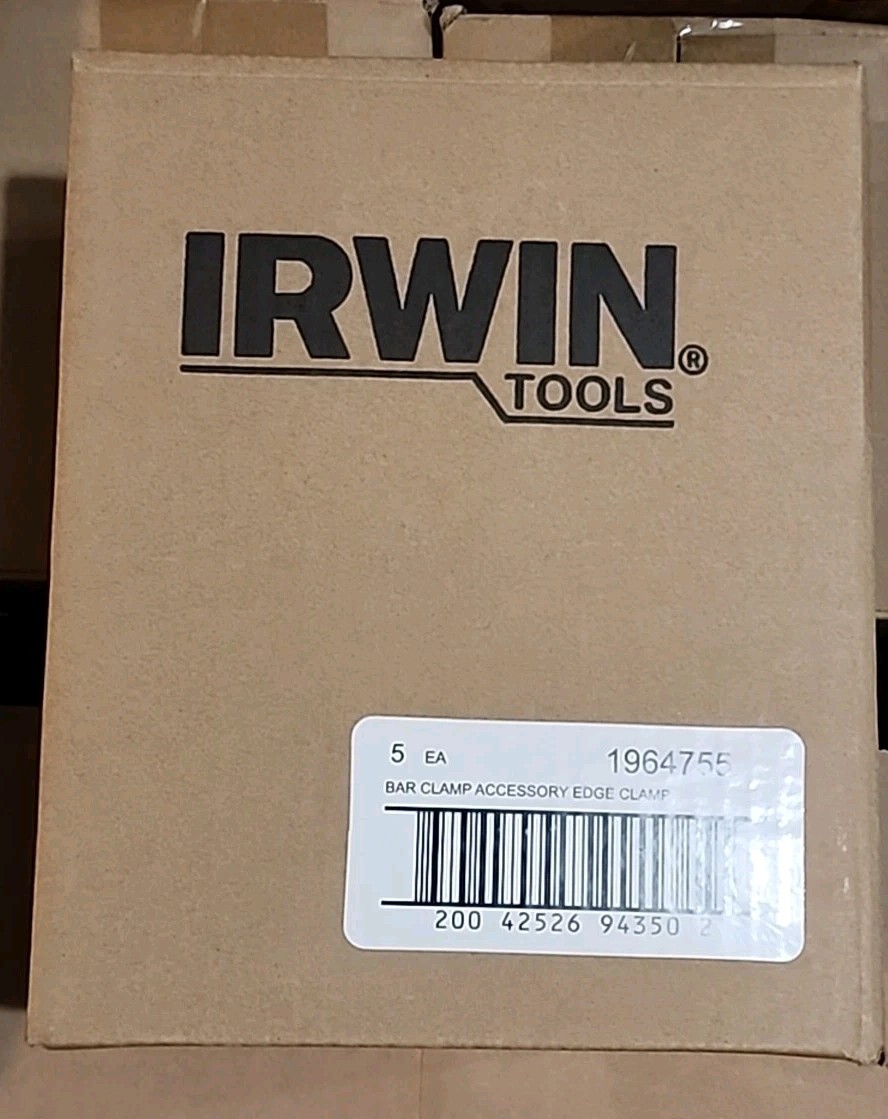 IRWIN®
TOOLS
5 EA 1964755
BAR CLAMP ACCESSORY EDGE CLAMP
200 42526 94350 2